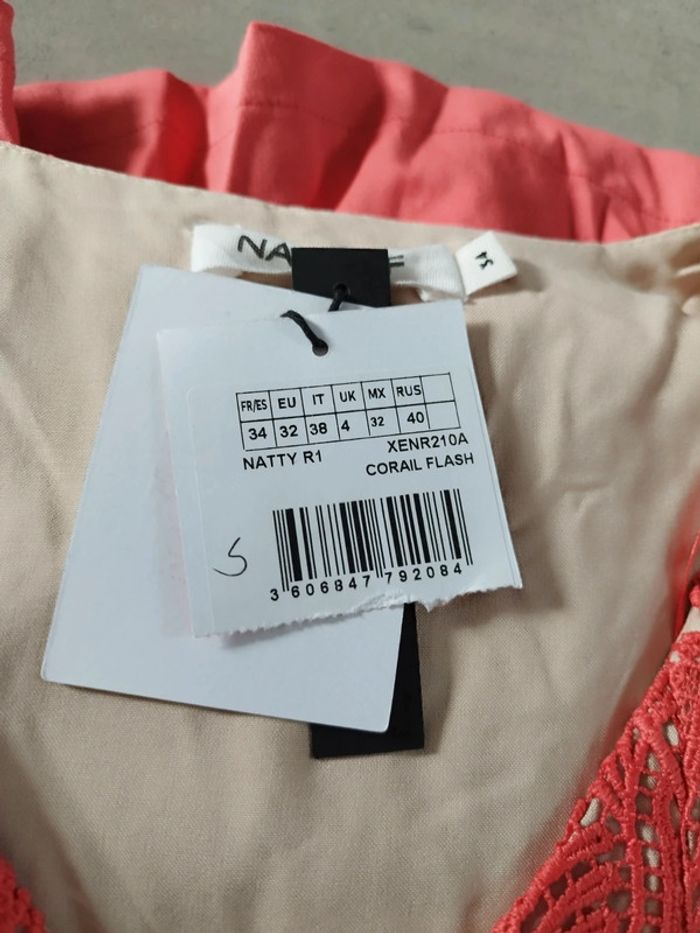 NA
34
FR/ES EU IT UK MX RUS
34 32 38 4 32 40
NATTY R1 XENR210A
CORAIL FLASH
S
3 606847 792084